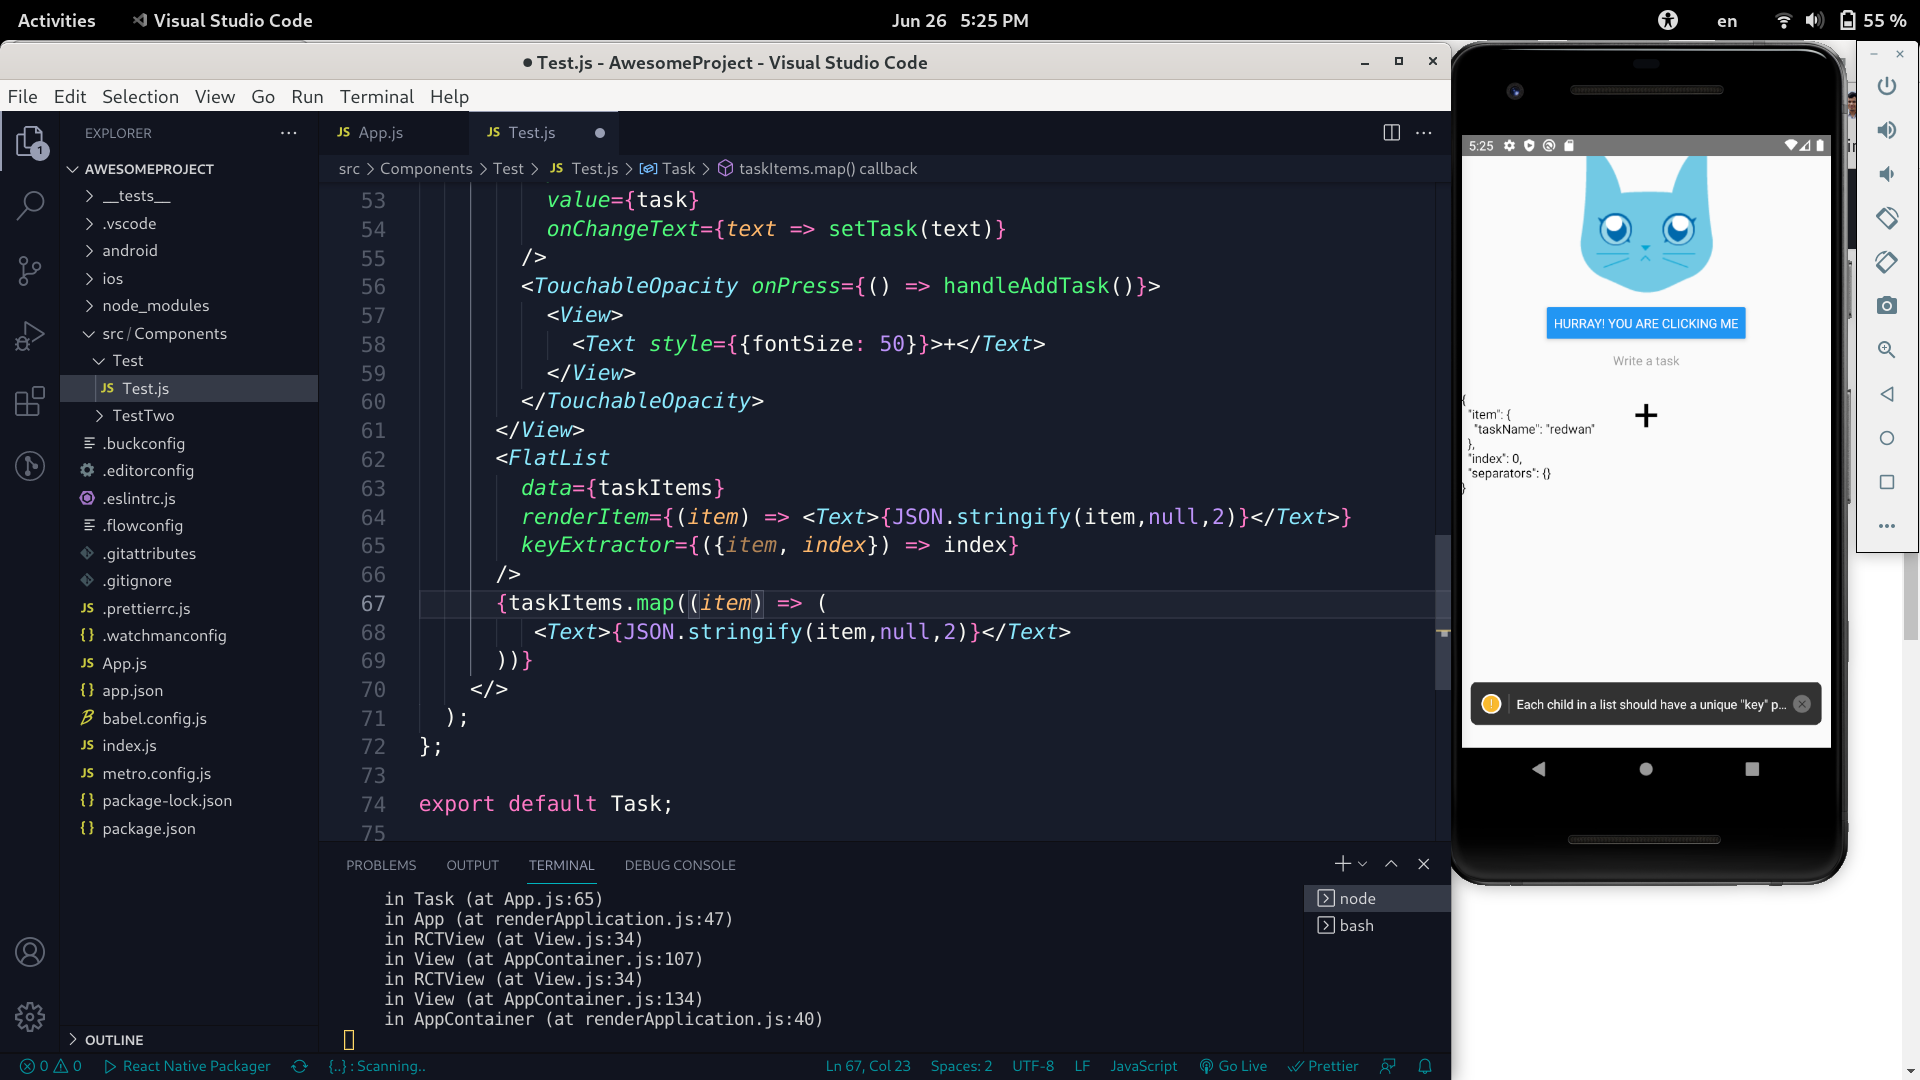 Activities
Visual Studio Code
Jun 26 5:25 PM
en
55 %
● Test.js - AwesomeProject - Visual Studio Code
File Edit Selection View Go Run Terminal Help
EXPLORER
1
AWESOMEPROJECT
__tests__
.vscode
android
ios
node_modules
src/Components
Test
JS Test.js
TestTwo
.buckconfig
.editorconfig
.eslintrc.js
.flowconfig
.gitattributes
.gitignore
.prettierrc.js
{} .watchmanconfig
JS App.js
{} app.json
babel.config.js
JS index.js
JS metro.config.js
{} package-lock.json
{} package.json
OUTLINE
JS App.js
JS Test.js
src > Components > Test > JS Test.js > Task > taskItems.map() callback
53 value={task}
54 onChangeText={text => setTask(text)}
55 />
56 <TouchableOpacity onPress={() => handleAddTask()}>
57 <View>
58 <Text style={{fontSize: 50}}>+</Text>
59 </View>
60 </TouchableOpacity>
61 </View>
62 <FlatList
63 data={taskItems}
64 renderItem={(item) => <Text>{JSON.stringify(item,null,2)}</Text>}
65 keyExtractor={({item, index}) => index}
66 />
67 {taskItems.map((item) => (
68 <Text>{JSON.stringify(item,null,2)}</Text>
69 ))}
70 </>
71 );
72 };
73
74 export default Task;
75
PROBLEMS OUTPUT TERMINAL DEBUG CONSOLE
in Task (at App.js:65)
in App (at renderApplication.js:47)
in RCTView (at View.js:34)
in View (at AppContainer.js:107)
in RCTView (at View.js:34)
in View (at AppContainer.js:134)
in AppContainer (at renderApplication.js:40)
node
bash
0 0 React Native Packager {..} : Scanning.. Ln 67, Col 23 Spaces: 2 UTF-8 LF JavaScript Go Live Prettier
5:25
HURRAY! YOU ARE CLICKING ME
Write a task
+
{
"item": {
"taskName": "redwan"
},
"index": 0,
"separators": {}
}
Each child in a list should have a unique "key" p...